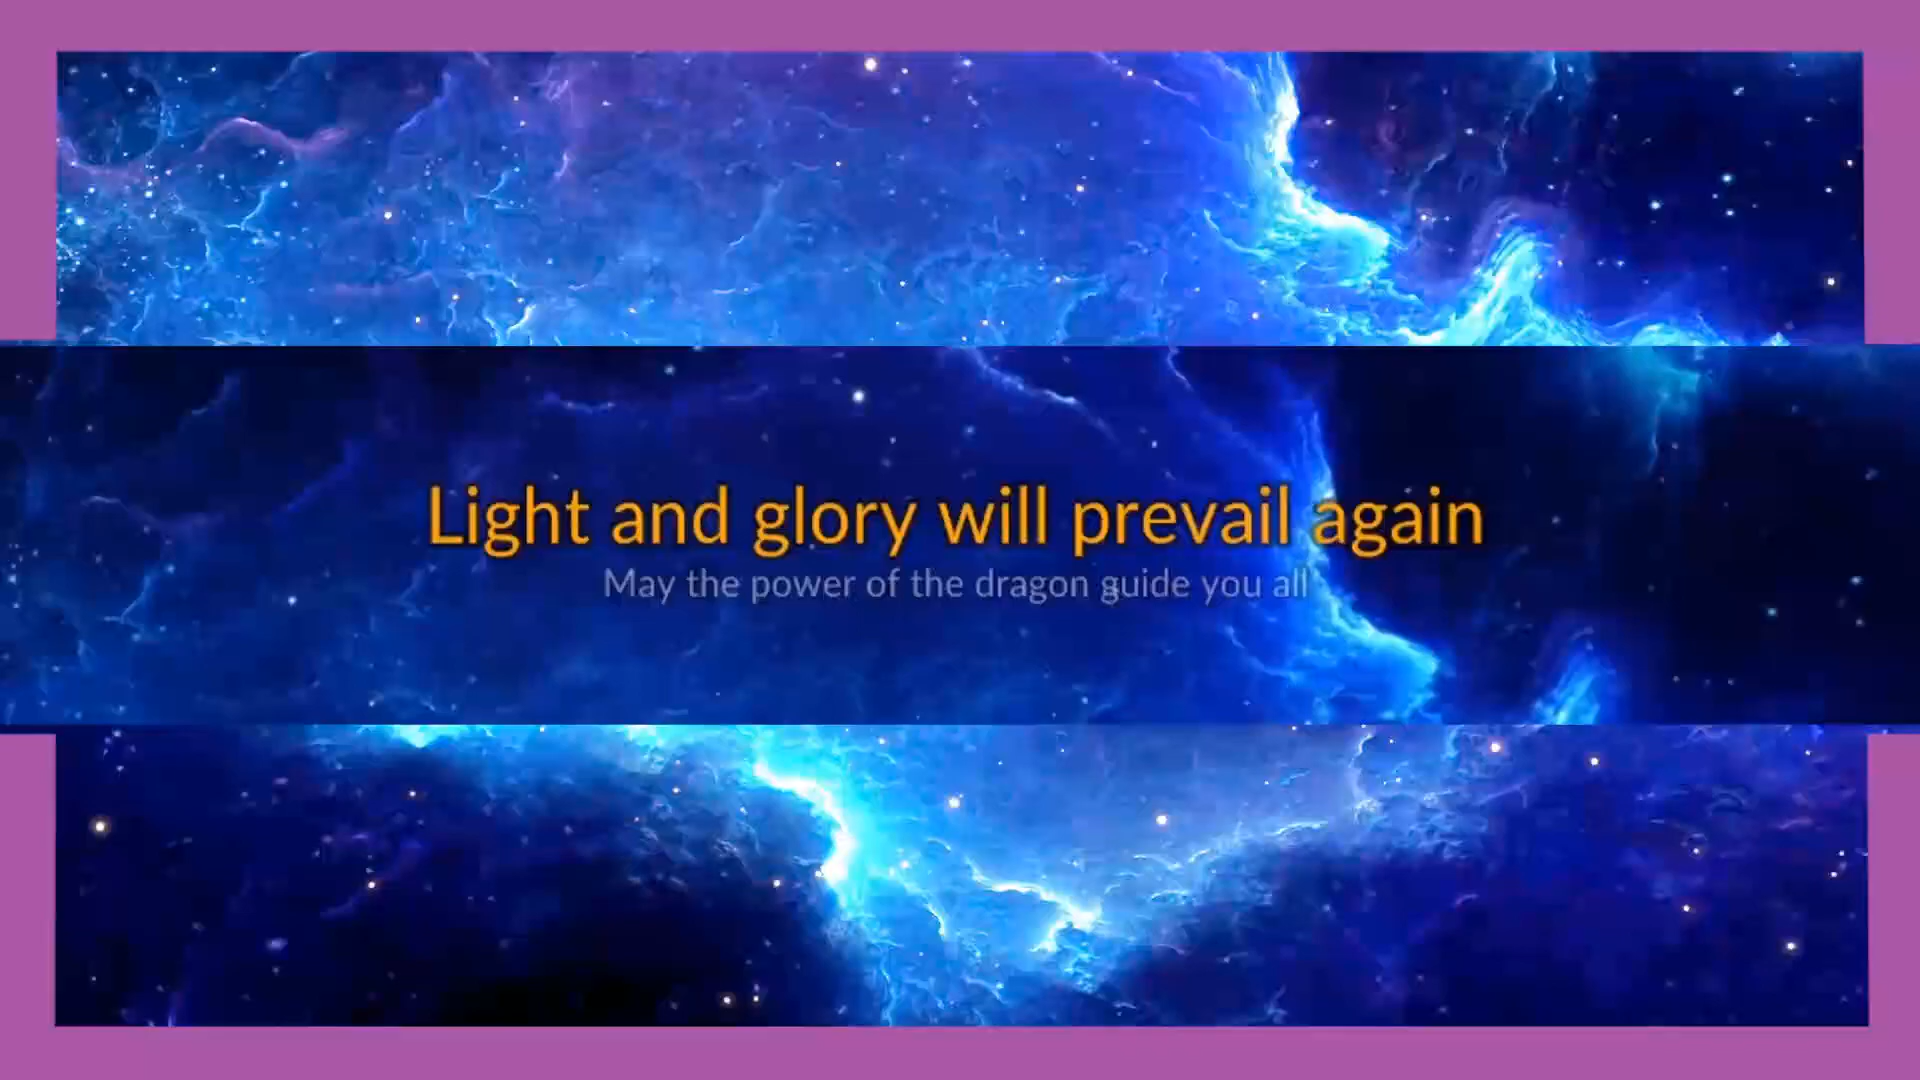 Light and glory will prevail again
May the power of the dragon guide you all